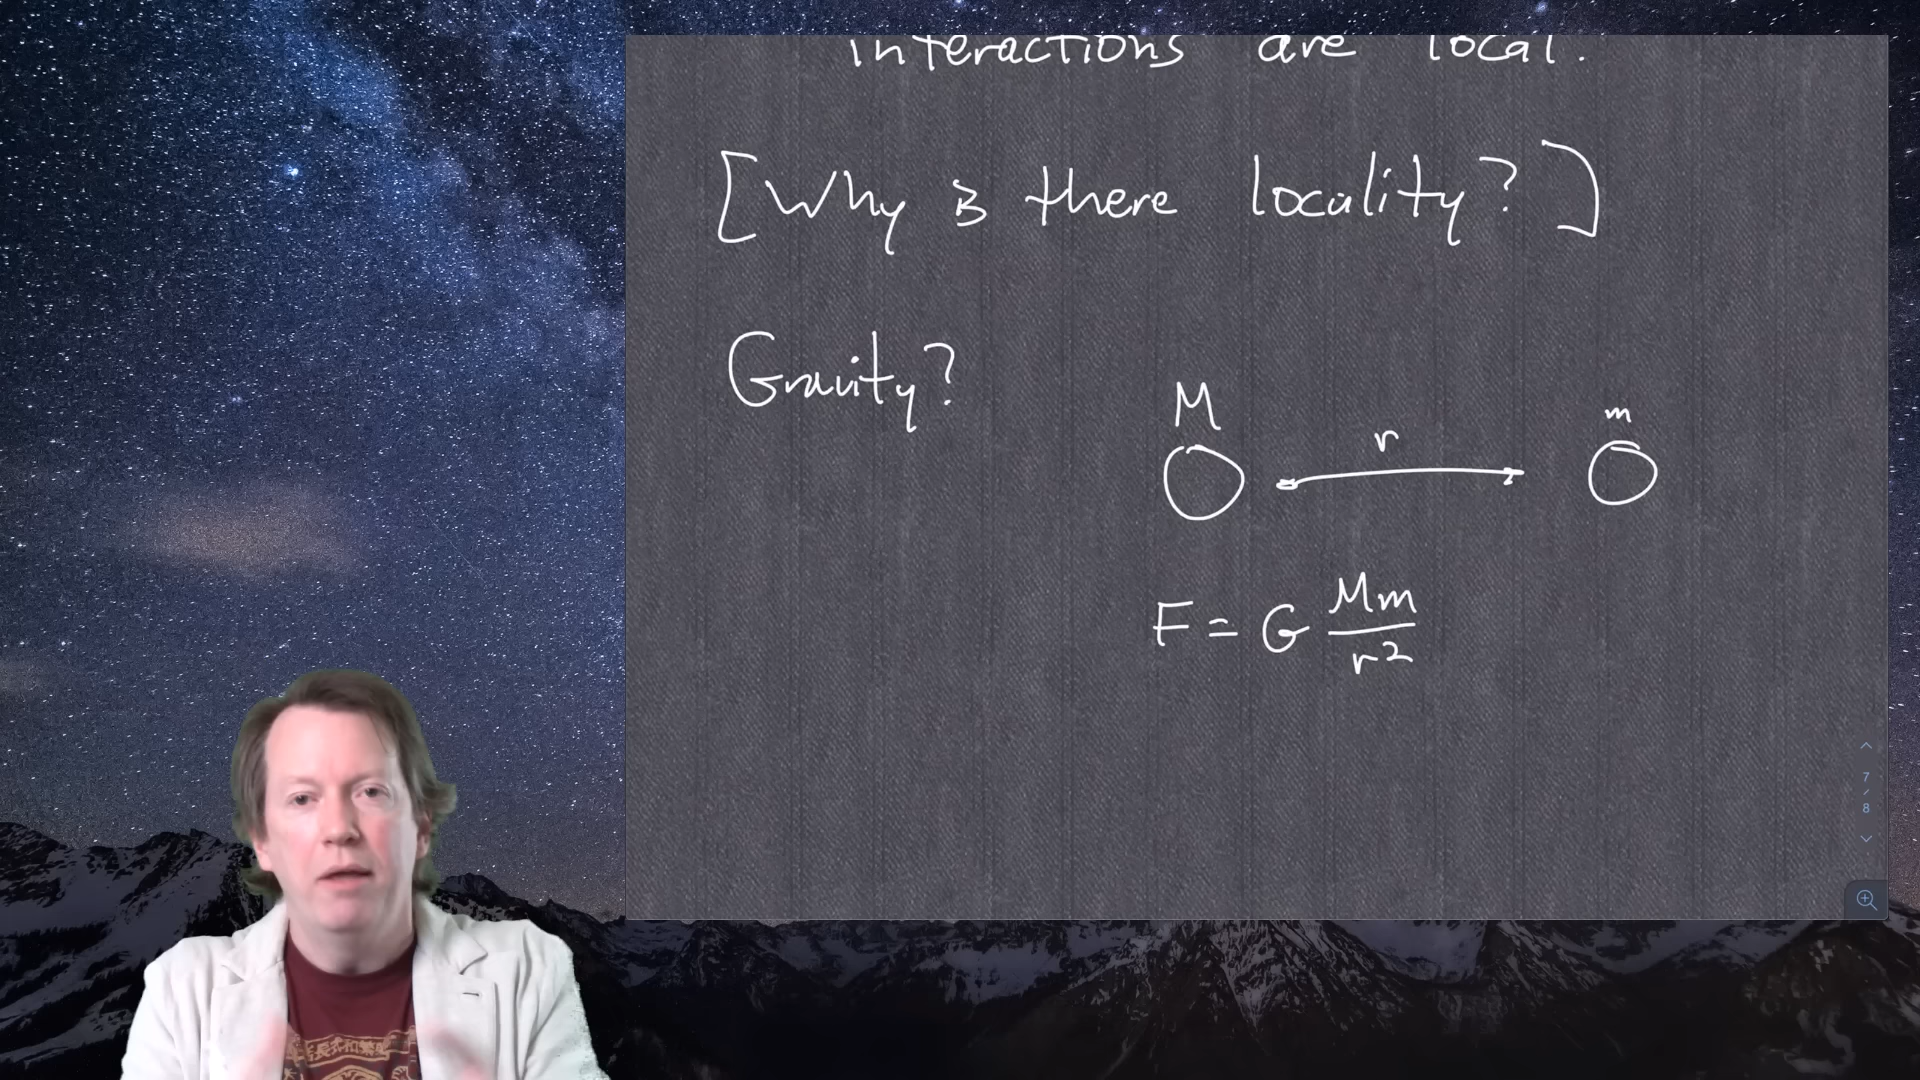 interactions are local.
[Why is there locality?]
Gravity?
M
m
r
F = G Mm/r²
7
/
8